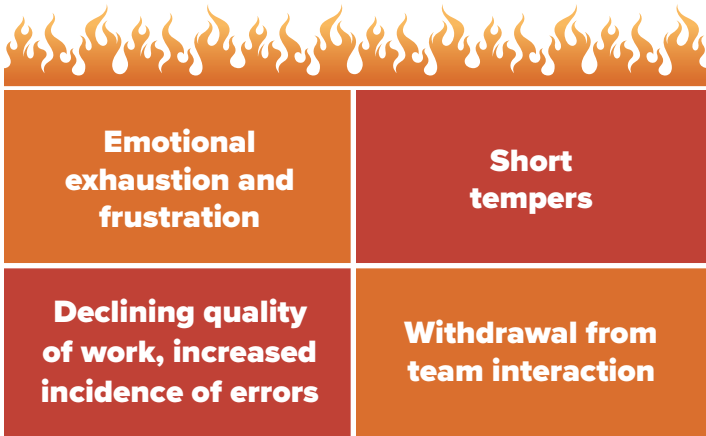 Emotional
exhaustion and
frustration
Short
tempers
Declining quality
of work, increased
incidence of errors
Withdrawal from
team interaction